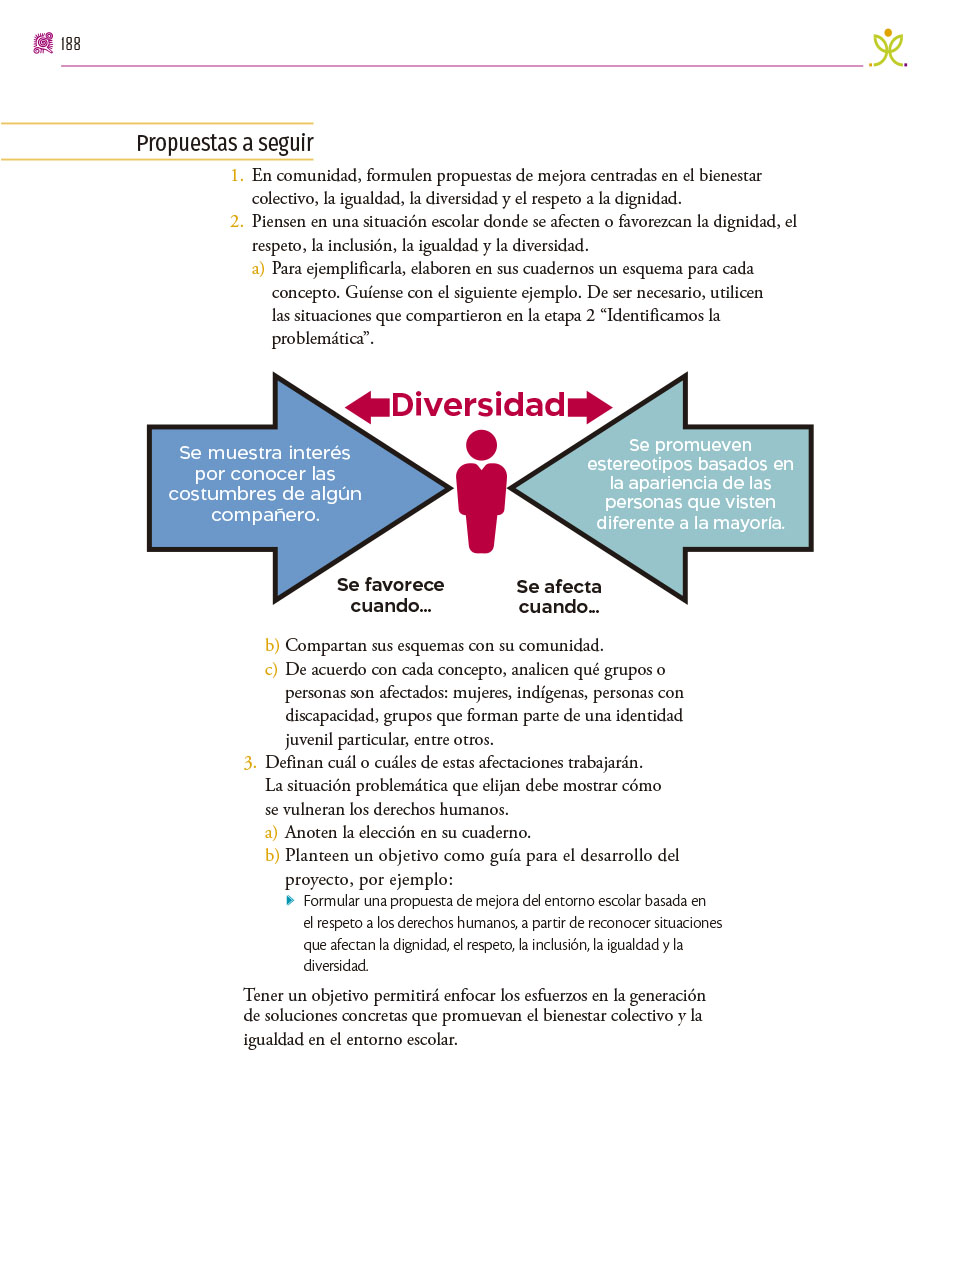 188
Propuestas a seguir
1. En comunidad, formulen propuestas de mejora centradas en el bienestar
colectivo, la igualdad, la diversidad y el respeto a la dignidad.
2. Piensen en una situación escolar donde se afecten o favorezcan la dignidad, el
respeto, la inclusión, la igualdad y la diversidad.
a) Para ejemplificarla, elaboren en sus cuadernos un esquema para cada
concepto. Guíense con el siguiente ejemplo. De ser necesario, utilicen
las situaciones que compartieron en la etapa 2 “Identificamos la
problemática”.
Diversidad
Se muestra interés
por conocer las
costumbres de algún
compañero.
Se promueven
estereotipos basados en
la apariencia de las
personas que visten
diferente a la mayoría.
Se favorece
cuando...
Se afecta
cuando...
b) Compartan sus esquemas con su comunidad.
c) De acuerdo con cada concepto, analicen qué grupos o
personas son afectados: mujeres, indígenas, personas con
discapacidad, grupos que forman parte de una identidad
juvenil particular, entre otros.
3. Definan cuál o cuáles de estas afectaciones trabajarán.
La situación problemática que elijan debe mostrar cómo
se vulneran los derechos humanos.
a) Anoten la elección en su cuaderno.
b) Planteen un objetivo como guía para el desarrollo del
proyecto, por ejemplo:
Formular una propuesta de mejora del entorno escolar basada en
el respeto a los derechos humanos, a partir de reconocer situaciones
que afectan la dignidad, el respeto, la inclusión, la igualdad y la
diversidad.
Tener un objetivo permitirá enfocar los esfuerzos en la generación
de soluciones concretas que promuevan el bienestar colectivo y la
igualdad en el entorno escolar.